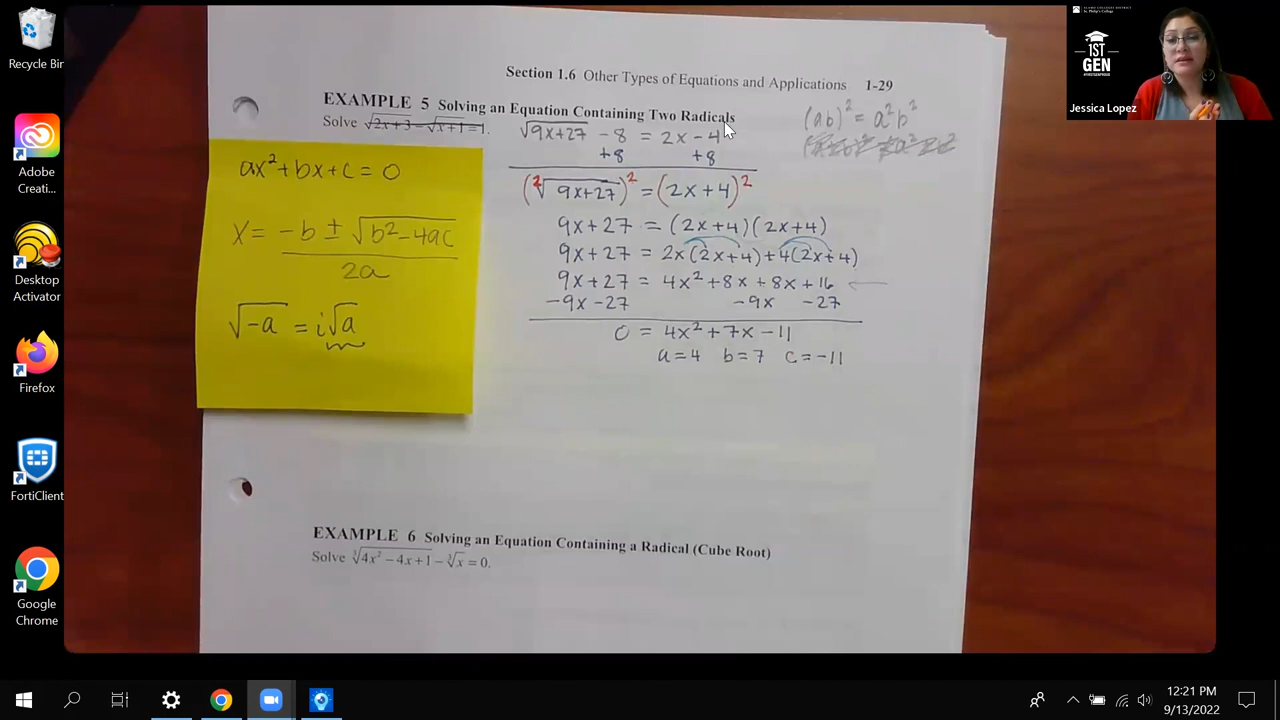 Recycle Bin
Adobe
Creati...
Desktop
Activator
Firefox
FortiClient
Google
Chrome
Section 1.6 Other Types of Equations and Applications 1-29
EXAMPLE 5 Solving an Equation Containing Two Radicals
Solve √2x+3 − √x+1 = 1.
√9x+27 − 8 = 2x − 4
+8 +8
(²√9x+27)² = (2x+4)²
9x+27 = (2x+4)(2x+4)
9x+27 = 2x(2x+4)+4(2x+4)
9x+27 = 4x²+8x+8x+16
−9x−27 −9x −27
0 = 4x²+7x−11
a=4 b=7 c=−11
(ab)² = a²b²
ax²+bx+c=0
x = −b ± √b²−4ac
2a
√−a = i√a
EXAMPLE 6 Solving an Equation Containing a Radical (Cube Root)
Solve ∛4x² − 4x + 1 − ∛x = 0.
1ST
GEN
Jessica Lopez
12:21 PM
9/13/2022